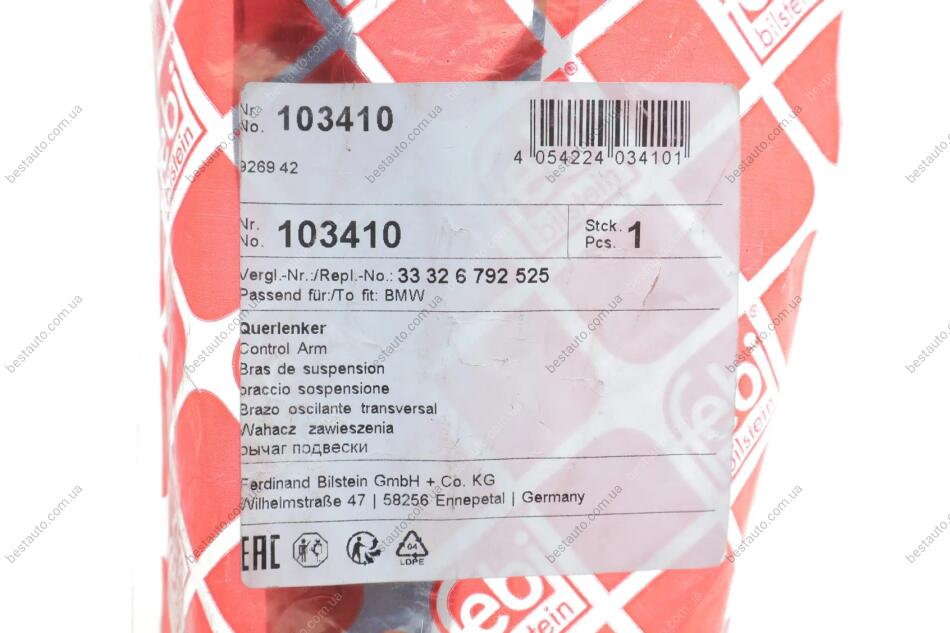 Nr.
No. 103410
4 054224 034101
9269 42
Nr.
No. 103410
Stck.
Pcs. 1
Vergl.-Nr.:/Repl.-No.: 33 32 6 792 525
Passend für:/To fit: BMW
Querlenker
Control Arm
Bras de suspension
braccio sospensione
Brazo oscilante transversal
Wahacz zawieszenia
рычаг подвески
Ferdinand Bilstein GmbH + Co. KG
Wilhelmstraße 47 | 58256 Ennepetal | Germany
EAC
04
LDPE
febi
bilstein
bestauto.com.ua